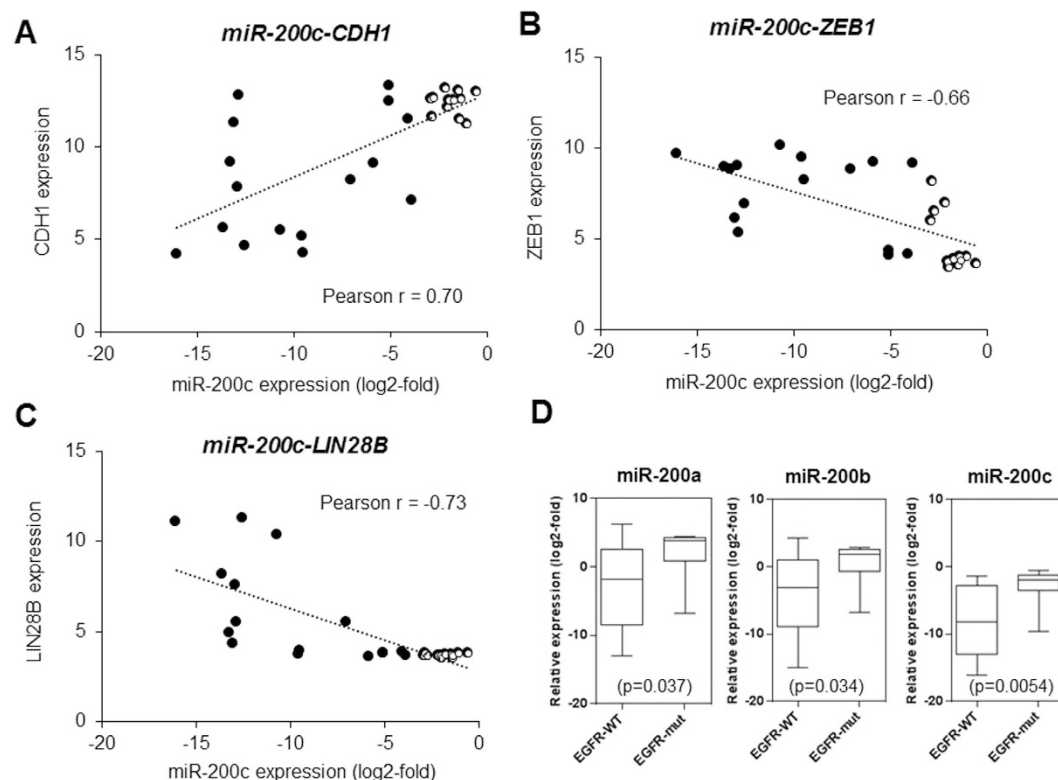 A
miR-200c-CDH1
15
10
5
0
CDH1 expression
Pearson r = 0.70
-20
-15
-10
-5
0
miR-200c expression (log2-fold)
B
miR-200c-ZEB1
15
10
5
0
ZEB1 expression
Pearson r = -0.66
-20
-15
-10
-5
0
miR-200c expression (log2-fold)
C
miR-200c-LIN28B
15
10
5
0
LIN28B expression
Pearson r = -0.73
-20
-15
-10
-5
0
miR-200c expression (log2-fold)
D
miR-200a
10
0
-10
-20
Relative expression (log2-fold)
(p=0.037)
EGFR-WT
EGFR-mut
miR-200b
10
0
-10
-20
Relative expression (log2-fold)
(p=0.034)
EGFR-WT
EGFR-mut
miR-200c
10
0
-10
-20
Relative expression (log2-fold)
(p=0.0054)
EGFR-WT
EGFR-mut